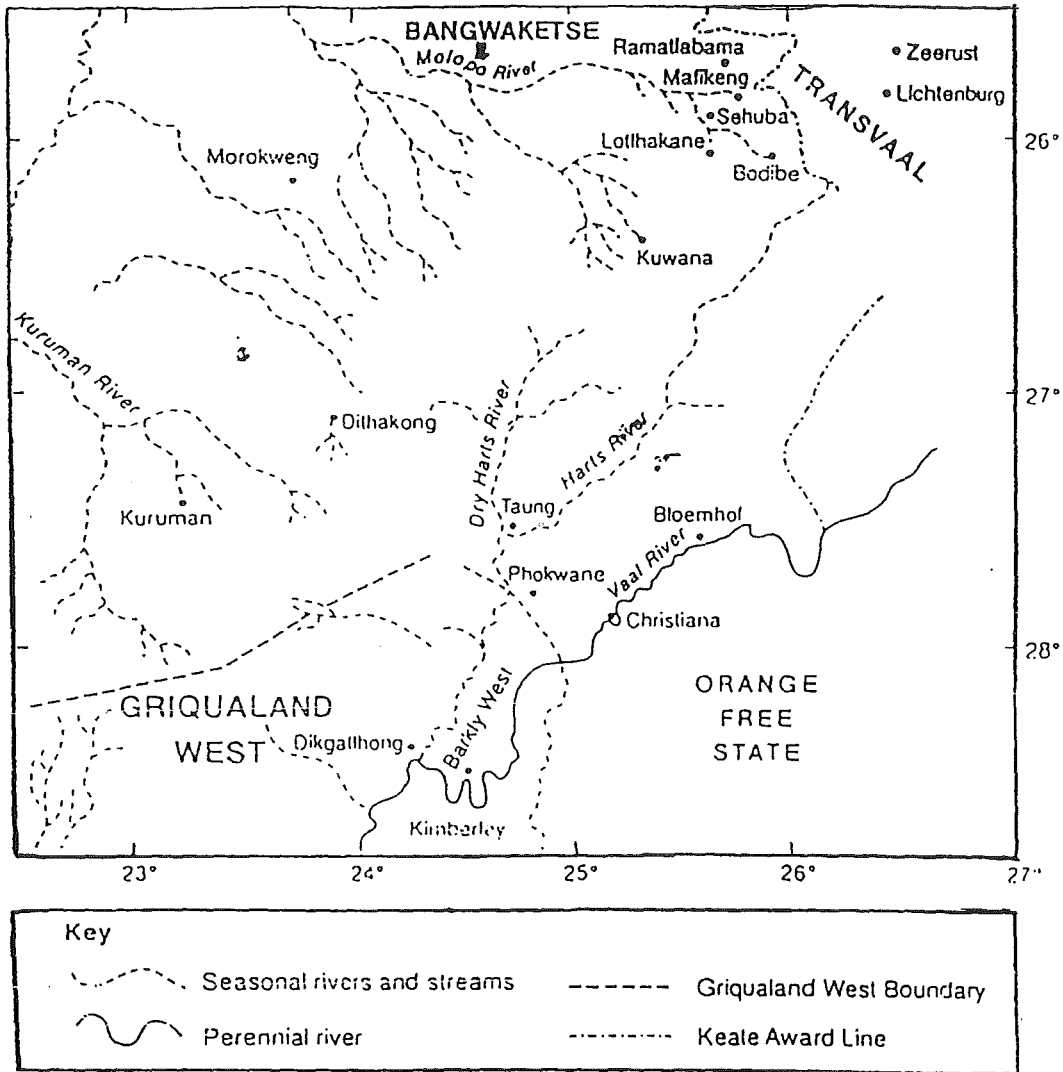 BANGWAKETSE
Molopo River
Ramatlabama
Mafikeng
Zeerust
Lichtenburg
TRANSVAAL
Sehuba
Lotlhakane
Bodibe
26°
Morokweng
Kuwana
Kuruman River
27°
Dithakong
Dry Harts River
Harts River
Kuruman
Taung
Bloemhof
Vaal River
Phokwane
Christiana
28°
GRIQUALAND
WEST
ORANGE
FREE
STATE
Dikgatlhong
Barkly West
Kimberley
23°
24°
25°
26°
27°
Key
Seasonal rivers and streams
Griqualand West Boundary
Perennial river
Keate Award Line